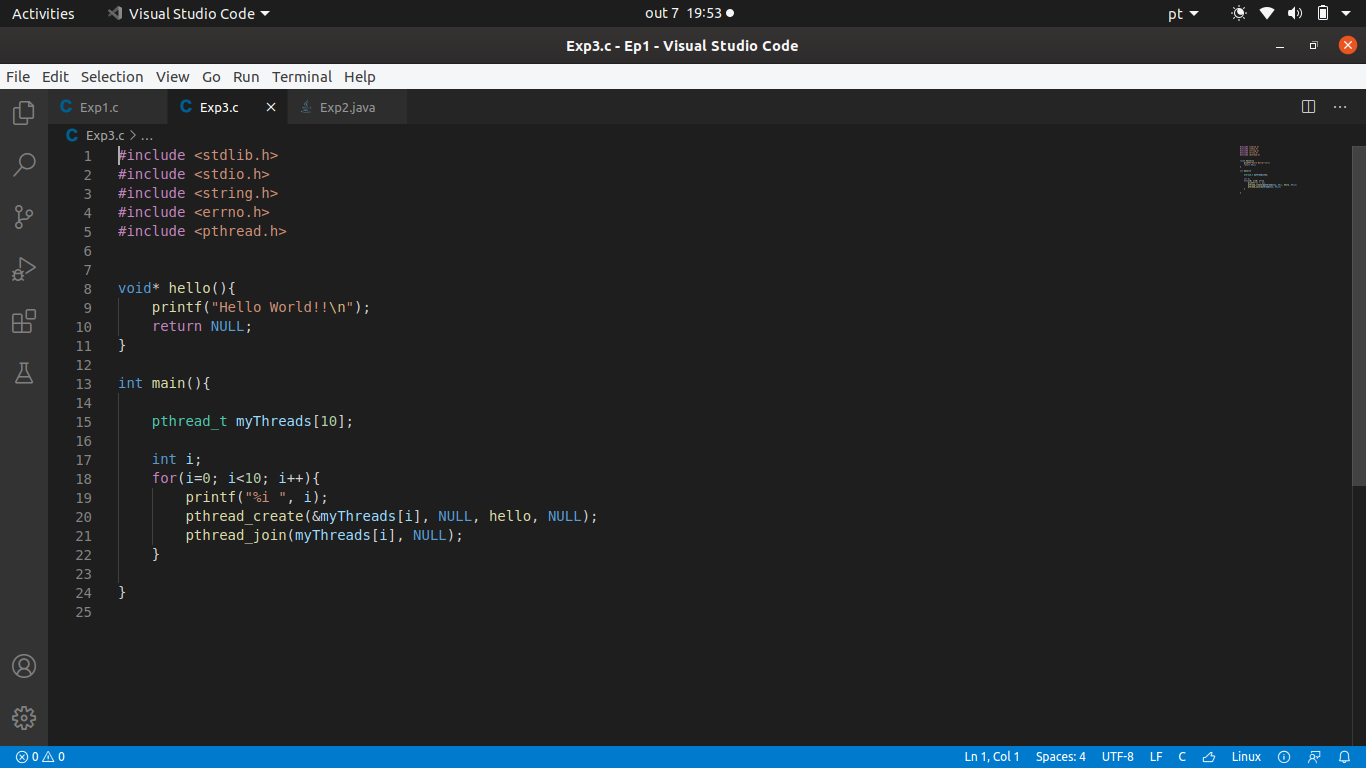 Activities Visual Studio Code out 7 19:53 pt
Exp3.c - Ep1 - Visual Studio Code
File Edit Selection View Go Run Terminal Help
C Exp1.c C Exp3.c Exp2.java
C Exp3.c > ...
1 #include <stdlib.h>
2 #include <stdio.h>
3 #include <string.h>
4 #include <errno.h>
5 #include <pthread.h>
6
7
8 void* hello(){
9 printf("Hello World!!\n");
10 return NULL;
11 }
12
13 int main(){
14
15 pthread_t myThreads[10];
16
17 int i;
18 for(i=0; i<10; i++){
19 printf("%i ", i);
20 pthread_create(&myThreads[i], NULL, hello, NULL);
21 pthread_join(myThreads[i], NULL);
22 }
23
24 }
25
0 0 Ln 1, Col 1 Spaces: 4 UTF-8 LF C Linux